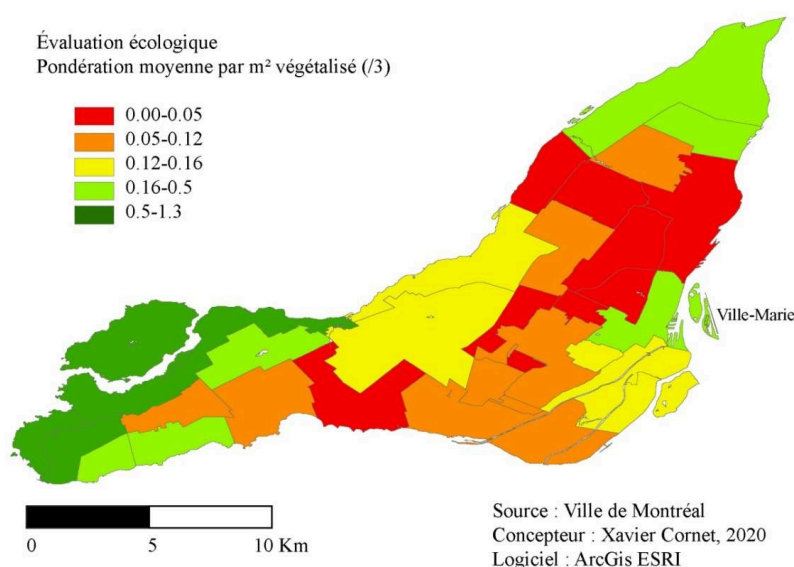 Évaluation écologique
Pondération moyenne par m² végétalisé (/3)
0.00-0.05
0.05-0.12
0.12-0.16
0.16-0.5
0.5-1.3
Ville-Marie
0 5 10 Km
Source : Ville de Montréal
Concepteur : Xavier Cornet, 2020
Logiciel : ArcGis ESRI